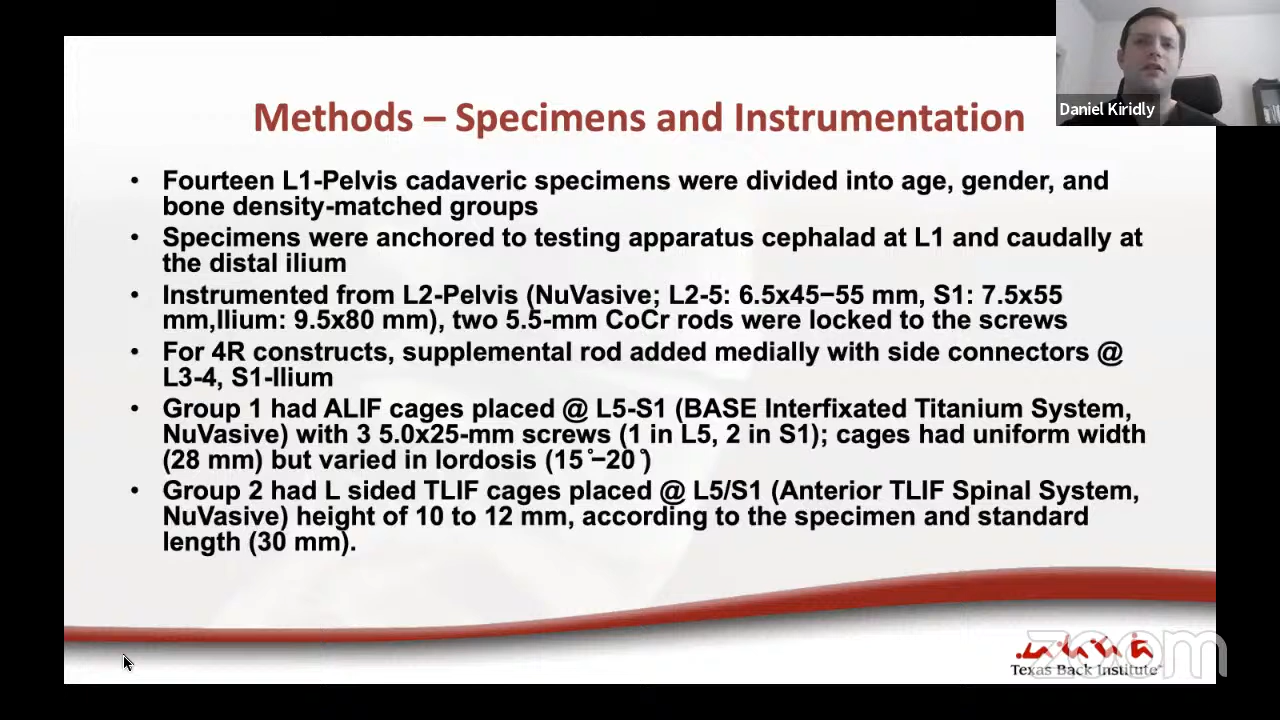 Daniel Kiridly
Methods – Specimens and Instrumentation
• Fourteen L1-Pelvis cadaveric specimens were divided into age, gender, and
bone density-matched groups
• Specimens were anchored to testing apparatus cephalad at L1 and caudally at
the distal ilium
• Instrumented from L2-Pelvis (NuVasive; L2-5: 6.5x45–55 mm, S1: 7.5x55
mm,Ilium: 9.5x80 mm), two 5.5-mm CoCr rods were locked to the screws
• For 4R constructs, supplemental rod added medially with side connectors @
L3-4, S1-Ilium
• Group 1 had ALIF cages placed @ L5-S1 (BASE Interfixated Titanium System,
NuVasive) with 3 5.0x25-mm screws (1 in L5, 2 in S1); cages had uniform width
(28 mm) but varied in lordosis (15˚–20˚)
• Group 2 had L sided TLIF cages placed @ L5/S1 (Anterior TLIF Spinal System,
NuVasive) height of 10 to 12 mm, according to the specimen and standard
length (30 mm).
zoom
Texas Back Institute